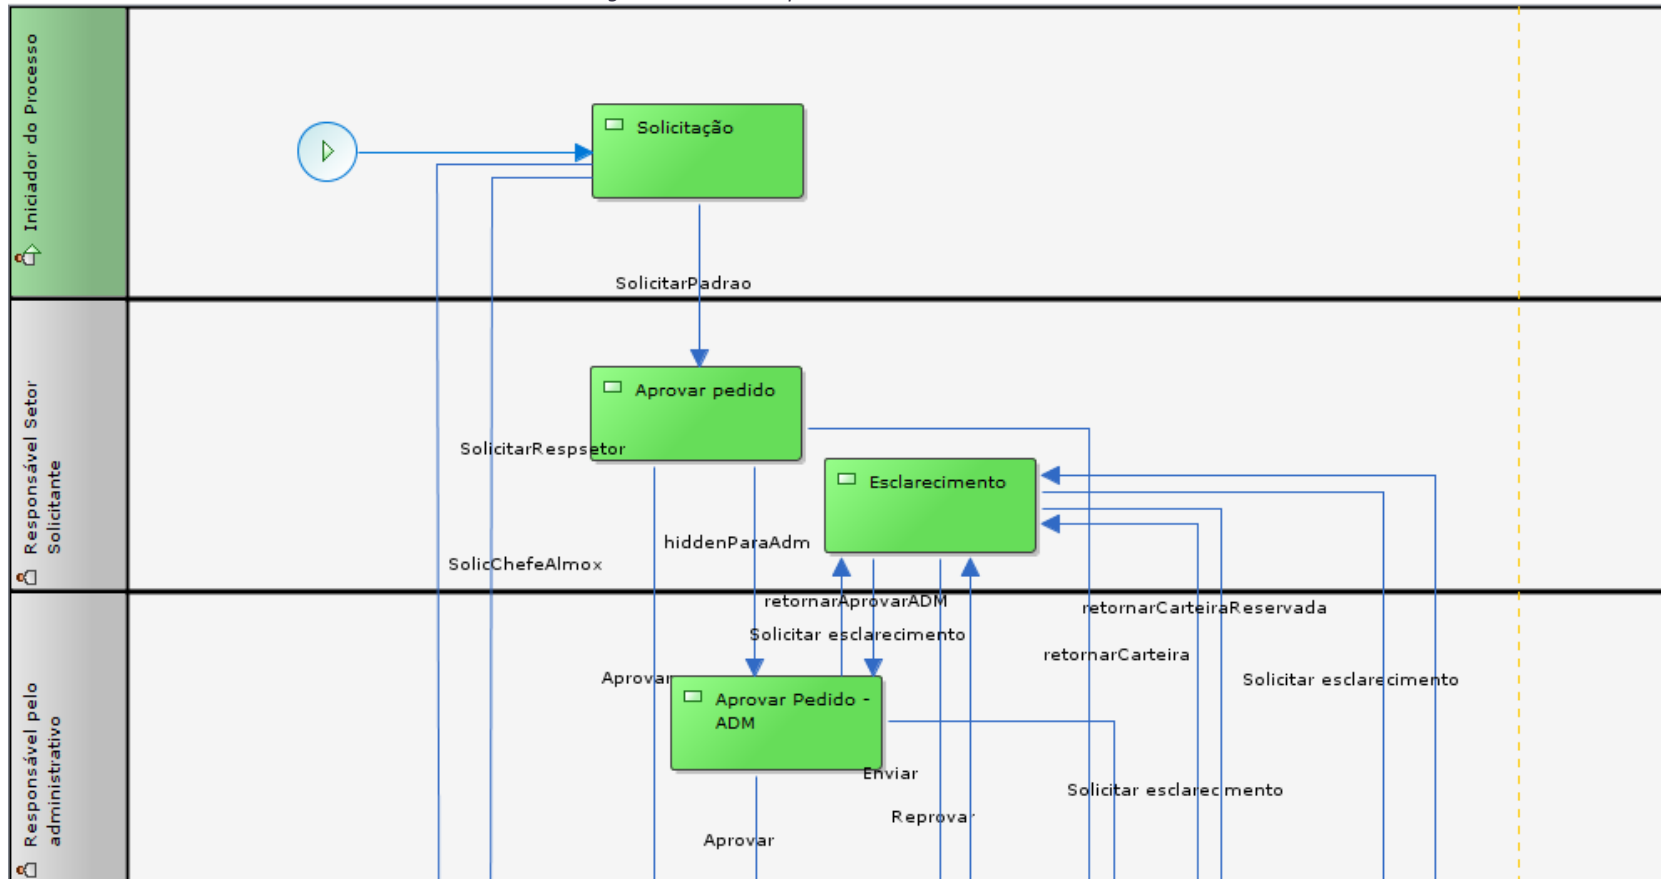 Iniciador do Processo
Solicitação
SolicitarPadrao
Responsável Setor
Solicitante
Aprovar pedido
SolicitarRespsetor
Esclarecimento
hiddenParaAdm
SolicChefeAlmox
retornarAprovarADM
retornarCarteiraReservada
Solicitar esclarecimento
retornarCarteira
Aprovar
Solicitar esclarecimento
Responsável pelo
administrativo
Aprovar Pedido -
ADM
Enviar
Solicitar esclarecimento
Reprovar
Aprovar